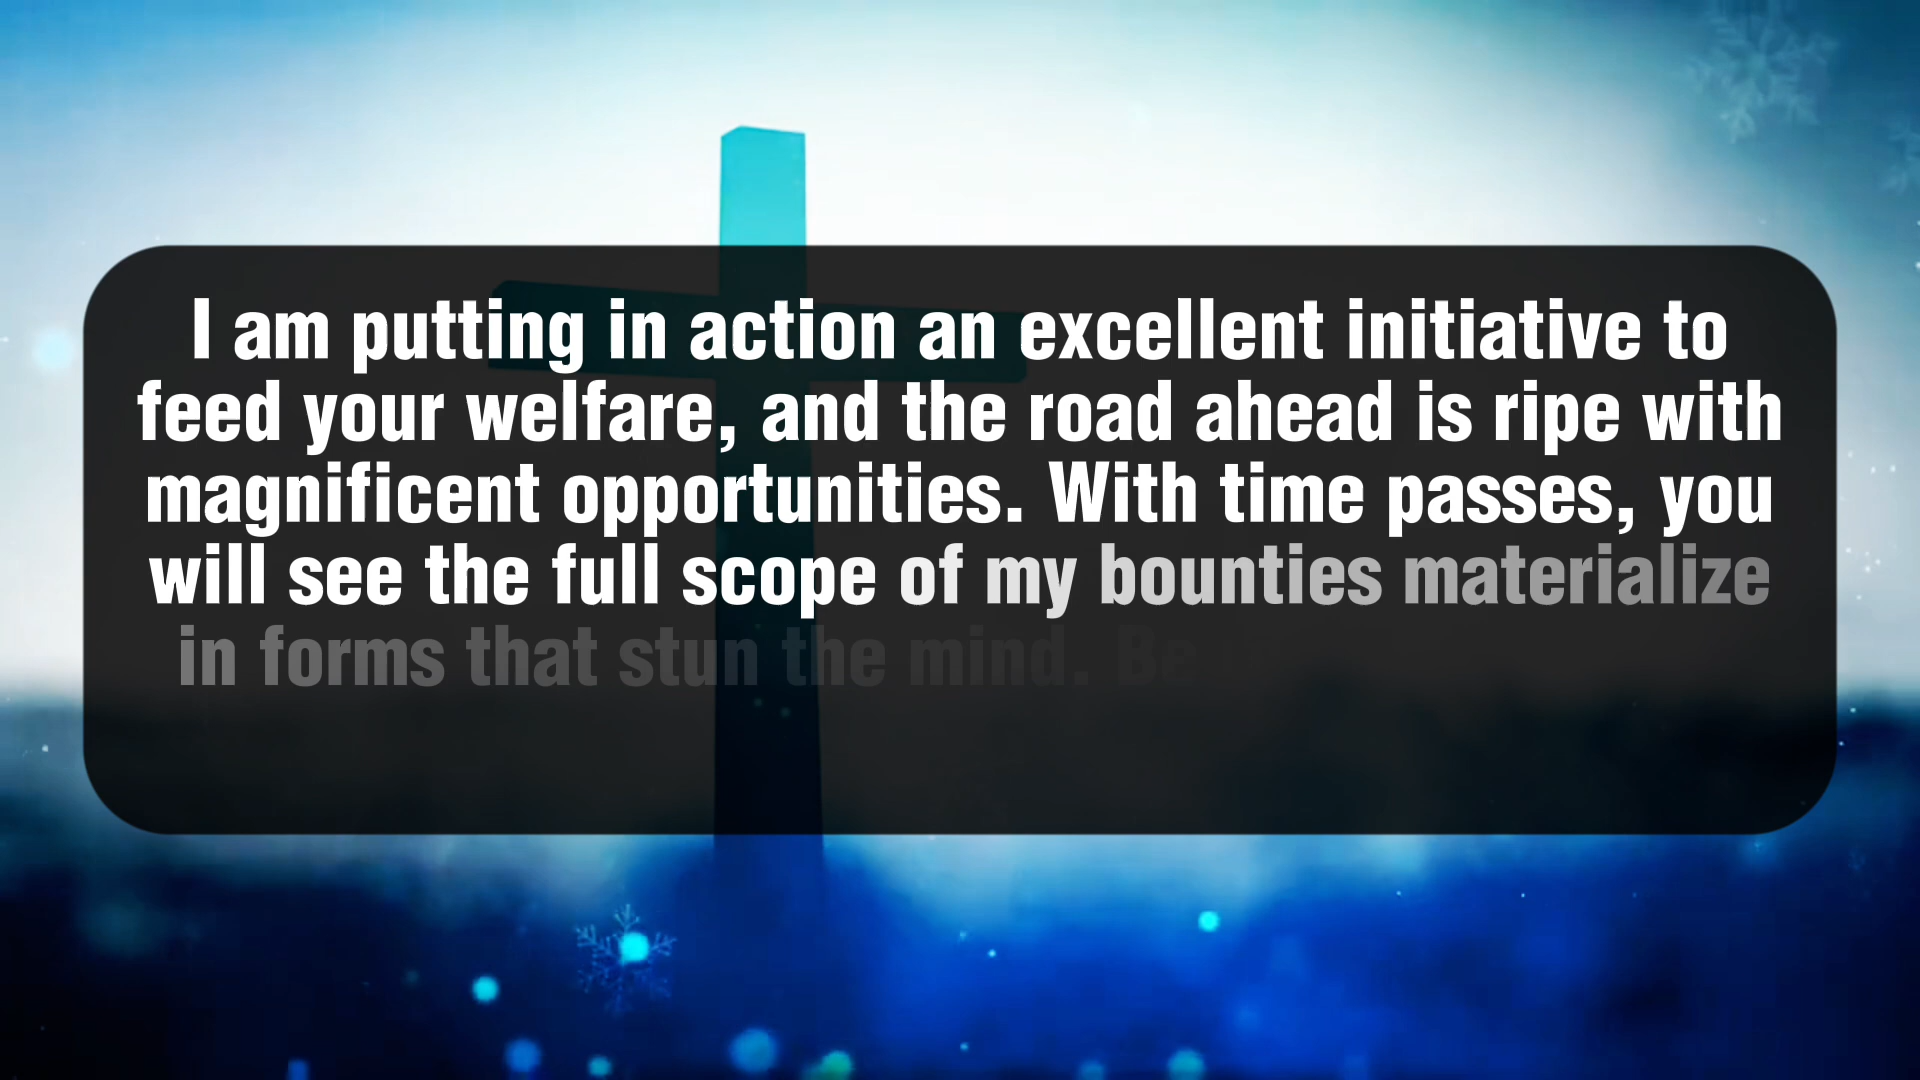 I am putting in action an excellent initiative to
feed your welfare, and the road ahead is ripe with
magnificent opportunities. With time passes, you
will see the full scope of my bounties materialize
in forms that stun the mind. Be